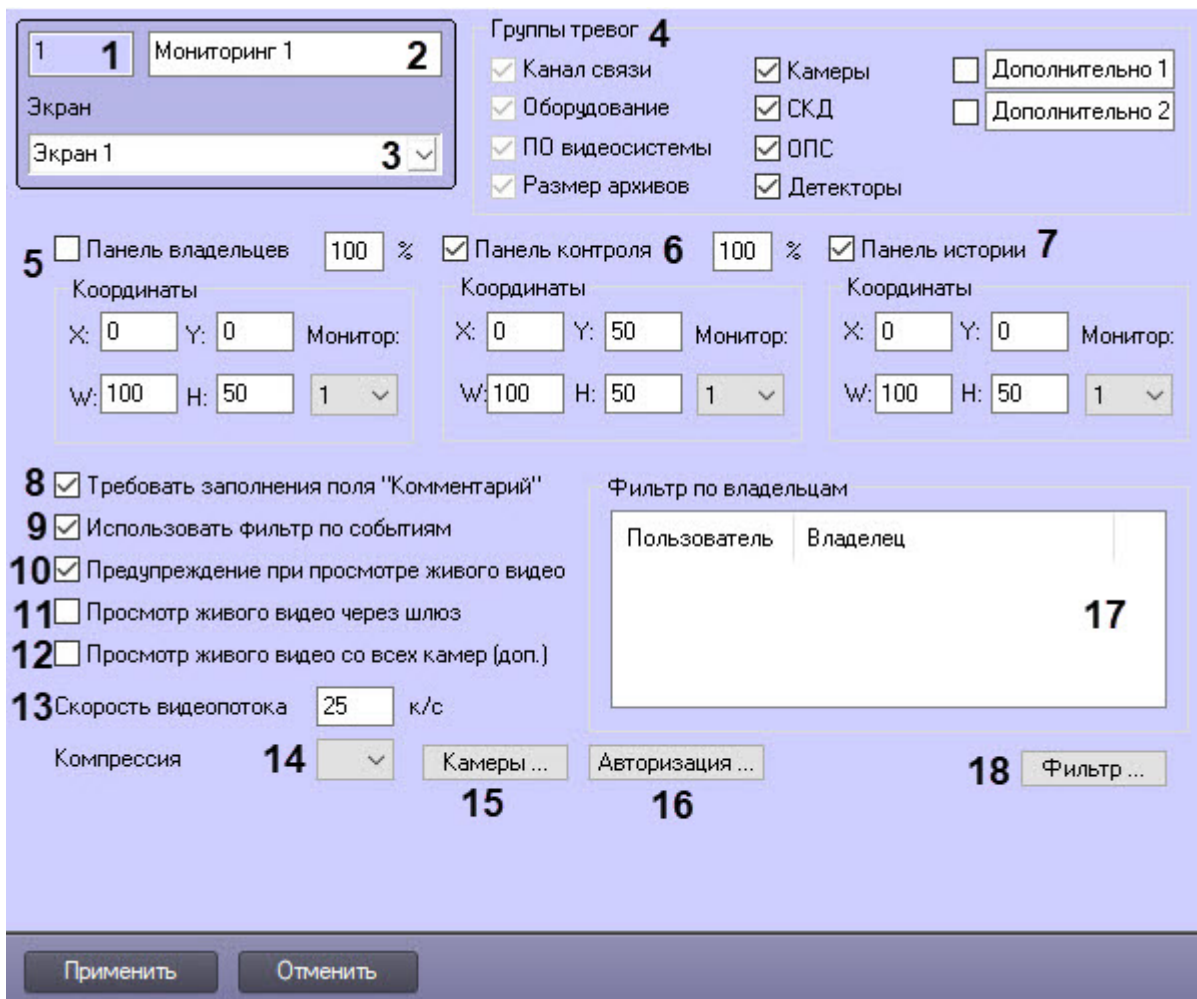 1 1 Мониторинг 1 2
Экран
Экран 1 3
Группы тревог 4
Канал связи Камеры Дополнительно 1
Оборудование СКД Дополнительно 2
ПО видеосистемы ОПС
Размер архивов Детекторы
5 Панель владельцев 100 % Панель контроля 6 100 % Панель истории 7
Координаты Координаты Координаты
X: 0 Y: 0 Монитор: X: 0 Y: 50 Монитор: X: 0 Y: 0 Монитор:
W: 100 H: 50 1 W: 100 H: 50 1 W: 100 H: 50 1
8 Требовать заполнения поля "Комментарий"
9 Использовать фильтр по событиям
10 Предупреждение при просмотре живого видео
11 Просмотр живого видео через шлюз
12 Просмотр живого видео со всех камер (доп.)
13 Скорость видеопотока 25 к/с
Фильтр по владельцам
Пользователь Владелец
17
Компрессия 14 Камеры ... Авторизация ... 18 Фильтр ...
15 16
Применить Отменить